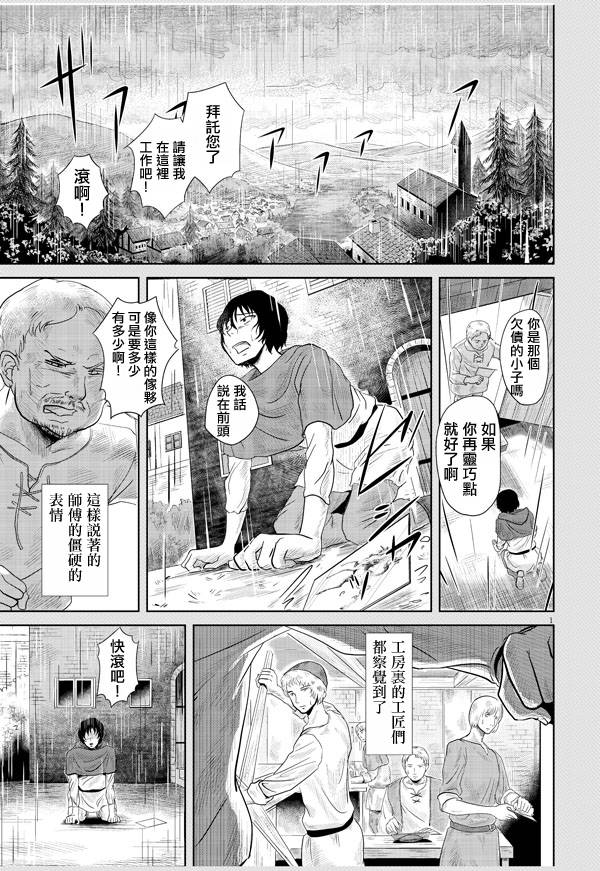 拜託您了
請讓我
在這裡
工作吧！
滾啊！
你是那個
欠債的小子嗎
如果
你再靈巧點
就好了啊
我話
說在前頭
像你這樣的傢夥
可是要多少
有多少啊！
這樣說著的
師傅的僵硬的
表情
1
工房裏的工匠們
都察覺到了
快滾吧！